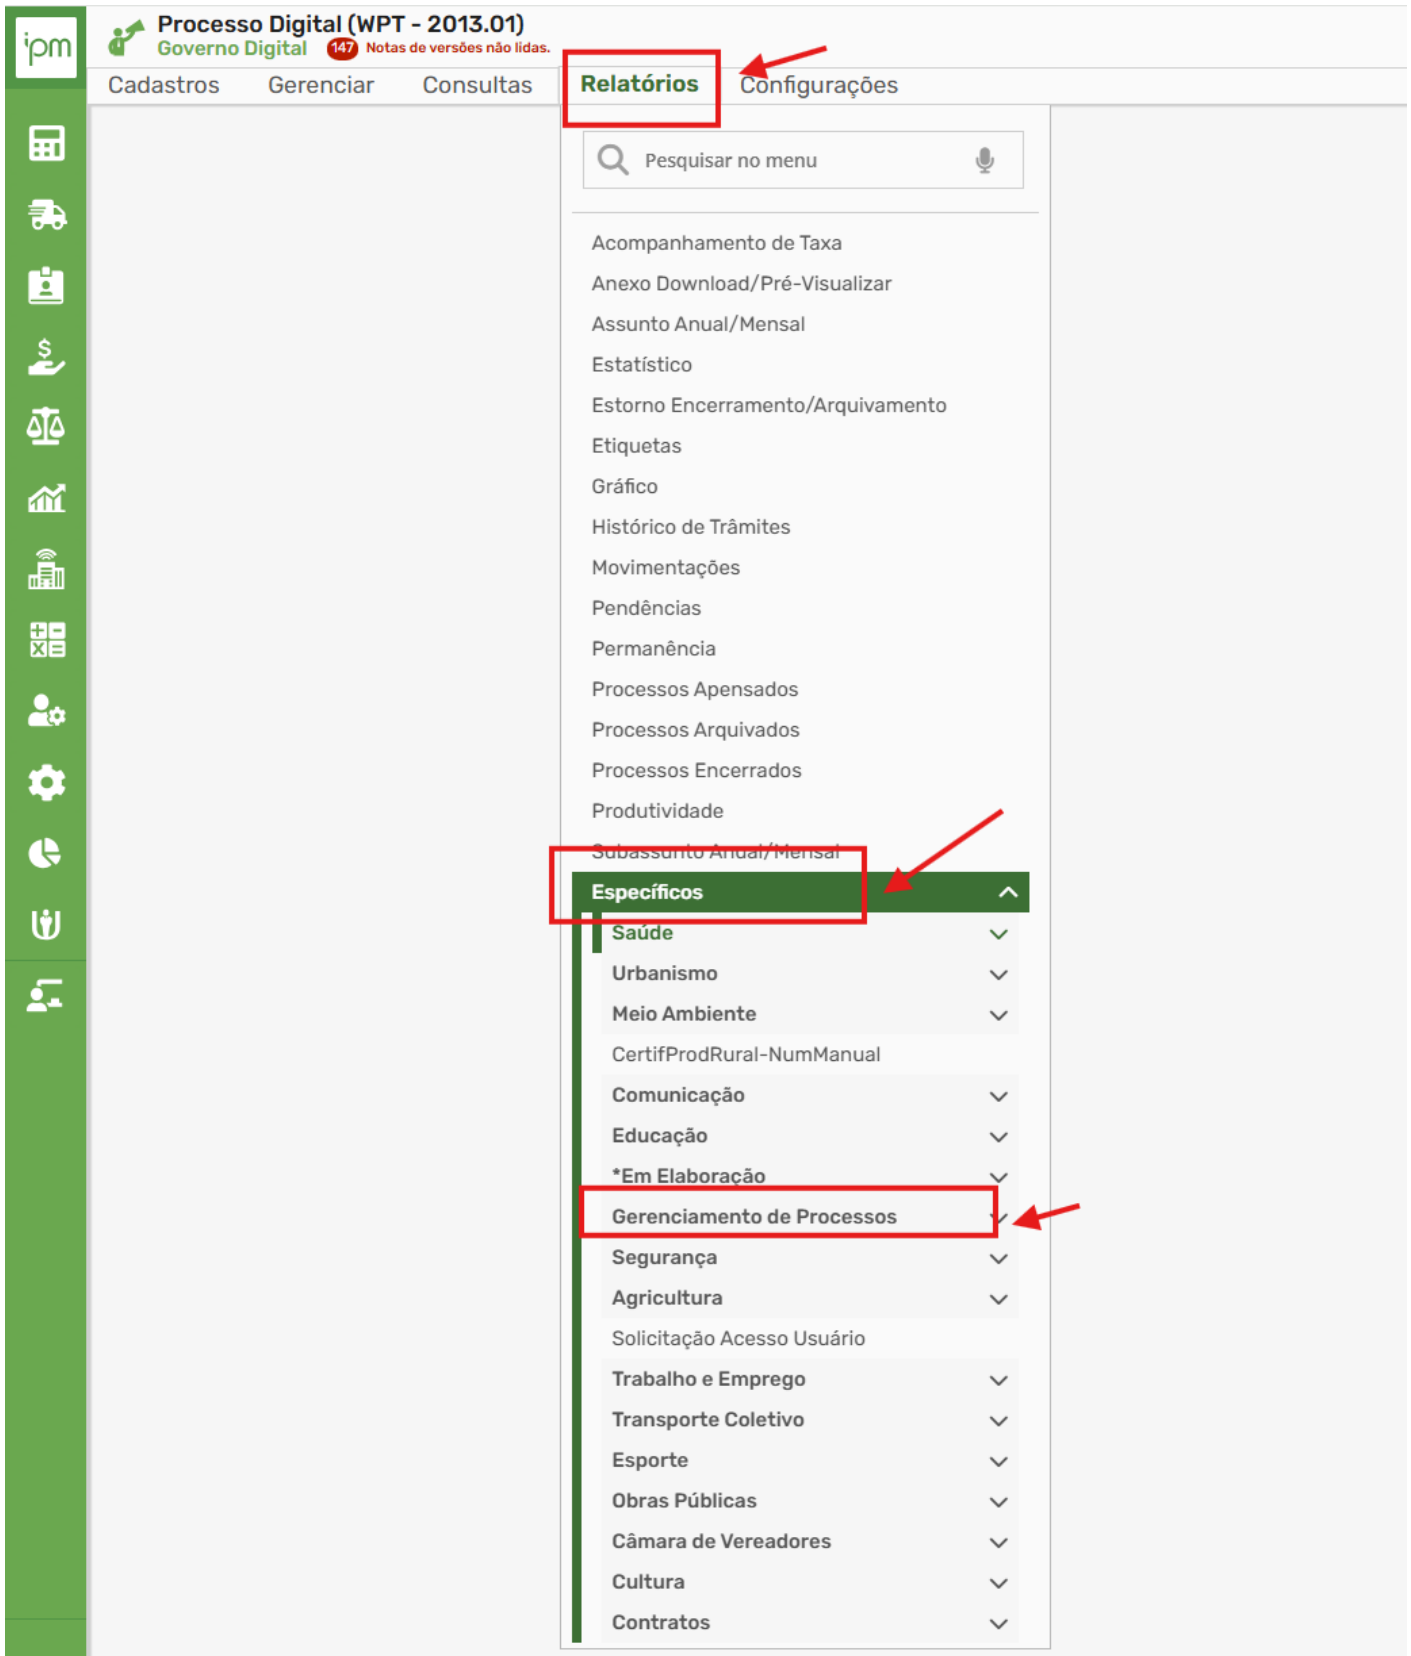 ipm
Processo Digital (WPT - 2013.01)
Governo Digital 147 Notas de versões não lidas.
Cadastros Gerenciar Consultas Relatórios Configurações
Pesquisar no menu
Acompanhamento de Taxa
Anexo Download/Pré-Visualizar
Assunto Anual/Mensal
Estatístico
Estorno Encerramento/Arquivamento
Etiquetas
Gráfico
Histórico de Trâmites
Movimentações
Pendências
Permanência
Processos Apensados
Processos Arquivados
Processos Encerrados
Produtividade
Subassunto Anual/Mensal
Específicos
Saúde
Urbanismo
Meio Ambiente
CertifProdRural-NumManual
Comunicação
Educação
*Em Elaboração
Gerenciamento de Processos
Segurança
Agricultura
Solicitação Acesso Usuário
Trabalho e Emprego
Transporte Coletivo
Esporte
Obras Públicas
Câmara de Vereadores
Cultura
Contratos